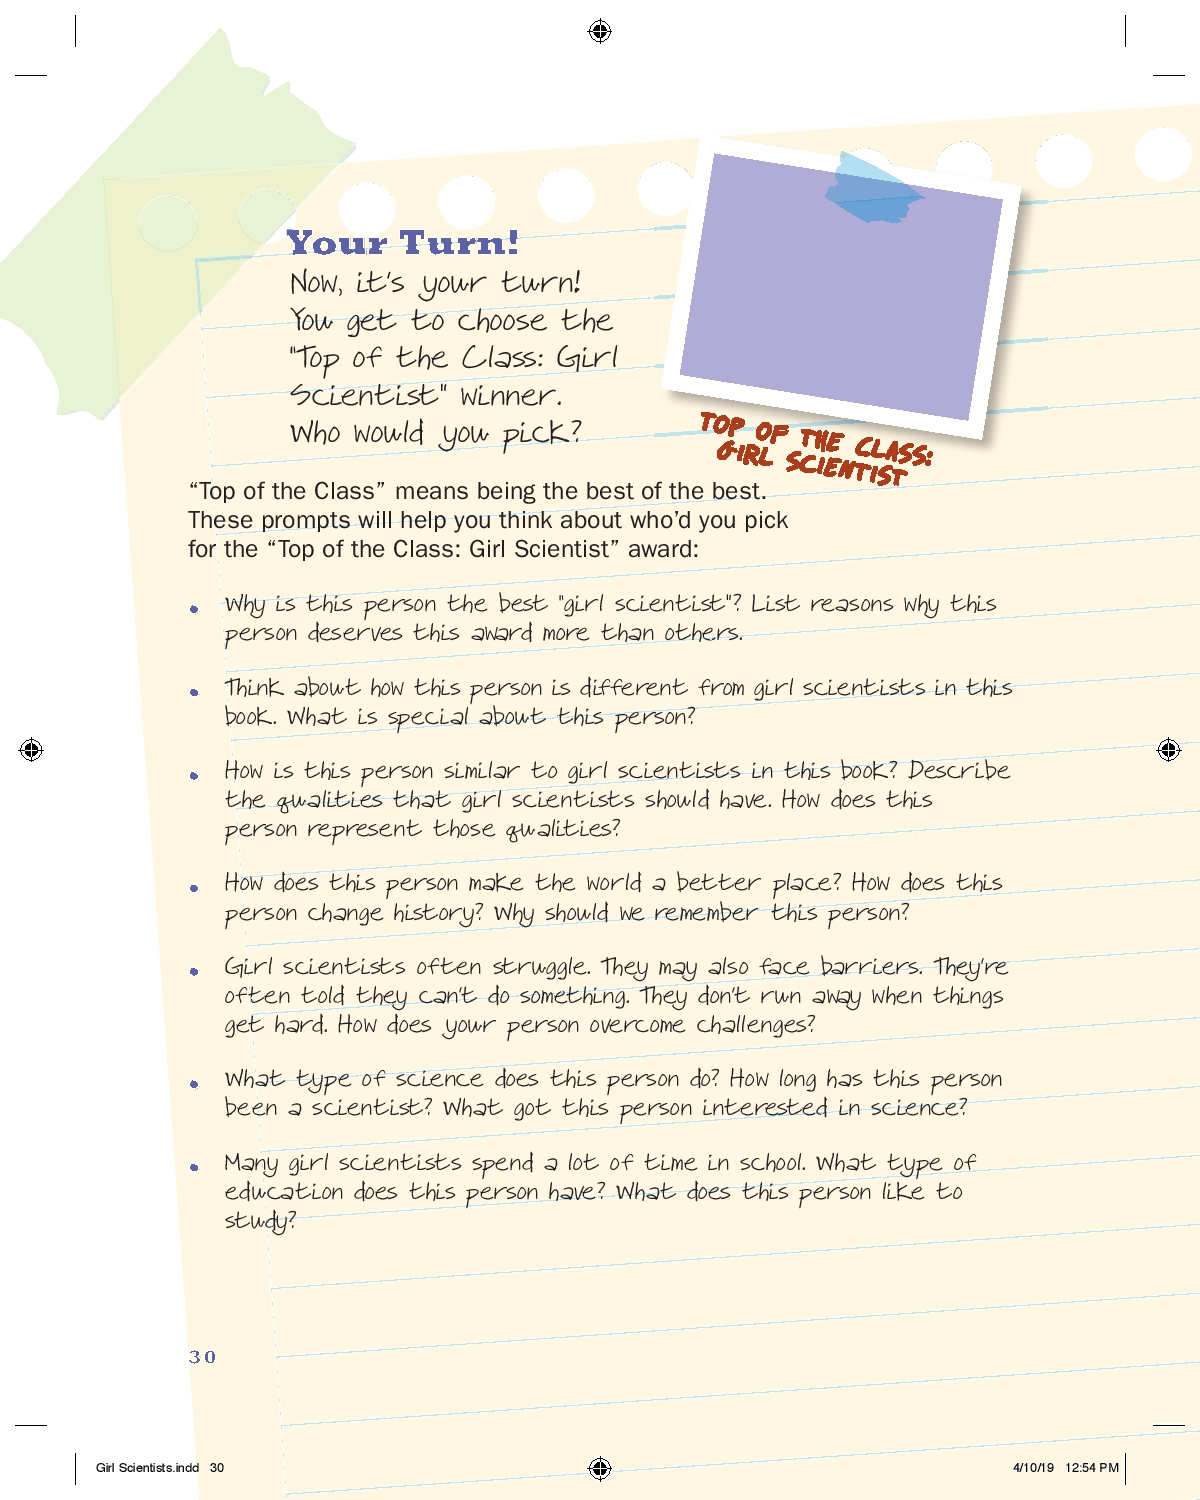 Your Turn!
Now, it's your turn!
You get to choose the
"Top of the Class: Girl
Scientist" winner.
Who would you pick?
TOP OF THE CLASS:
GIRL SCIENTIST
“Top of the Class” means being the best of the best.
These prompts will help you think about who’d you pick
for the “Top of the Class: Girl Scientist” award:
• Why is this person the best "girl scientist"? List reasons why this
person deserves this award more than others.
• Think about how this person is different from girl scientists in this
book. What is special about this person?
• How is this person similar to girl scientists in this book? Describe
the qualities that girl scientists should have. How does this
person represent those qualities?
• How does this person make the world a better place? How does this
person change history? Why should we remember this person?
• Girl scientists often struggle. They may also face barriers. They're
often told they can't do something. They don't run away when things
get hard. How does your person overcome challenges?
• What type of science does this person do? How long has this person
been a scientist? What got this person interested in science?
• Many girl scientists spend a lot of time in school. What type of
education does this person have? What does this person like to
study?
30
Girl Scientists.indd 30
4/10/19 12:54 PM